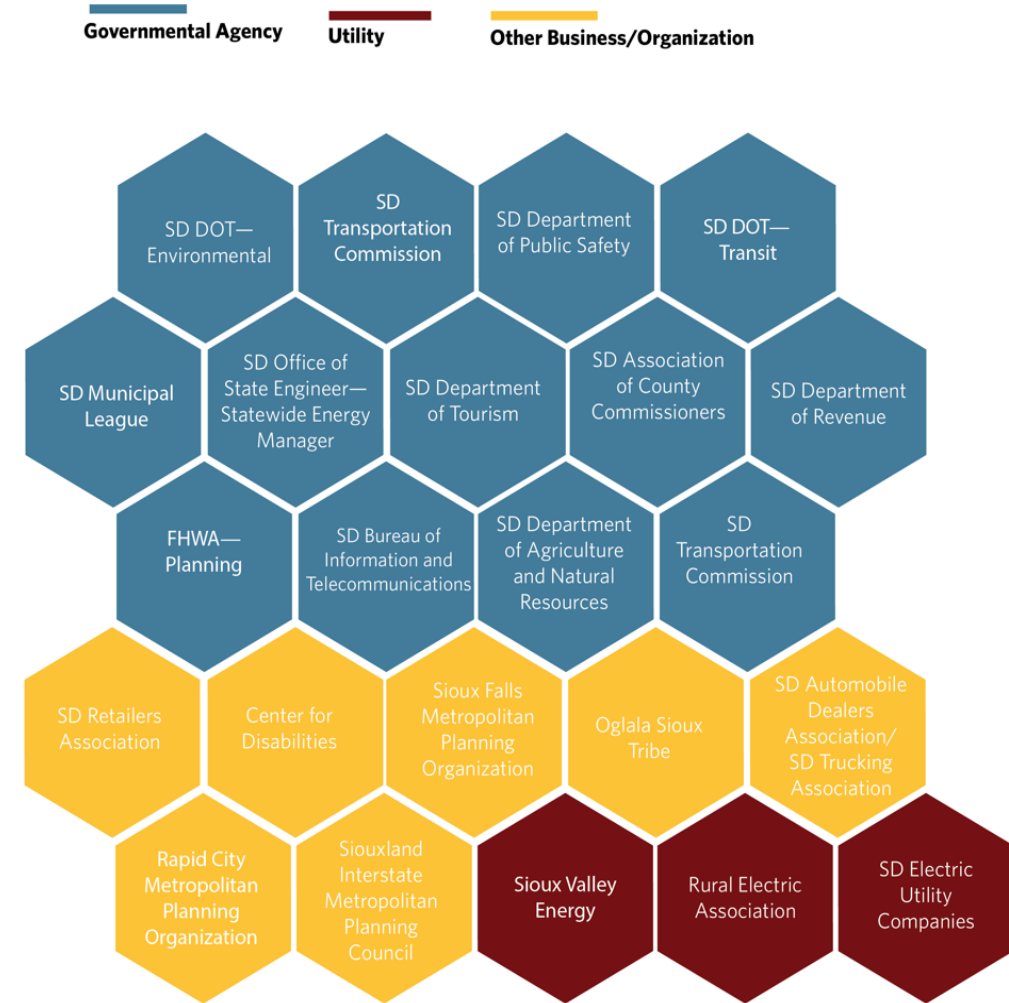 Governmental Agency
Utility
Other Business/Organization
SD DOT—
Environmental
SD
Transportation
Commission
SD Department
of Public Safety
SD DOT—
Transit
SD Municipal
League
SD Office of
State Engineer—
Statewide Energy
Manager
SD Department
of Tourism
SD Association
of County
Commissioners
SD Department
of Revenue
FHWA—
Planning
SD Bureau of
Information and
Telecommunications
SD Department
of Agriculture
and Natural
Resources
SD
Transportation
Commission
SD Retailers
Association
Center for
Disabilities
Sioux Falls
Metropolitan
Planning
Organization
Oglala Sioux
Tribe
SD Automobile
Dealers
Association/
SD Trucking
Association
Rapid City
Metropolitan
Planning
Organization
Siouxland
Interstate
Metropolitan
Planning
Council
Sioux Valley
Energy
Rural Electric
Association
SD Electric
Utility
Companies